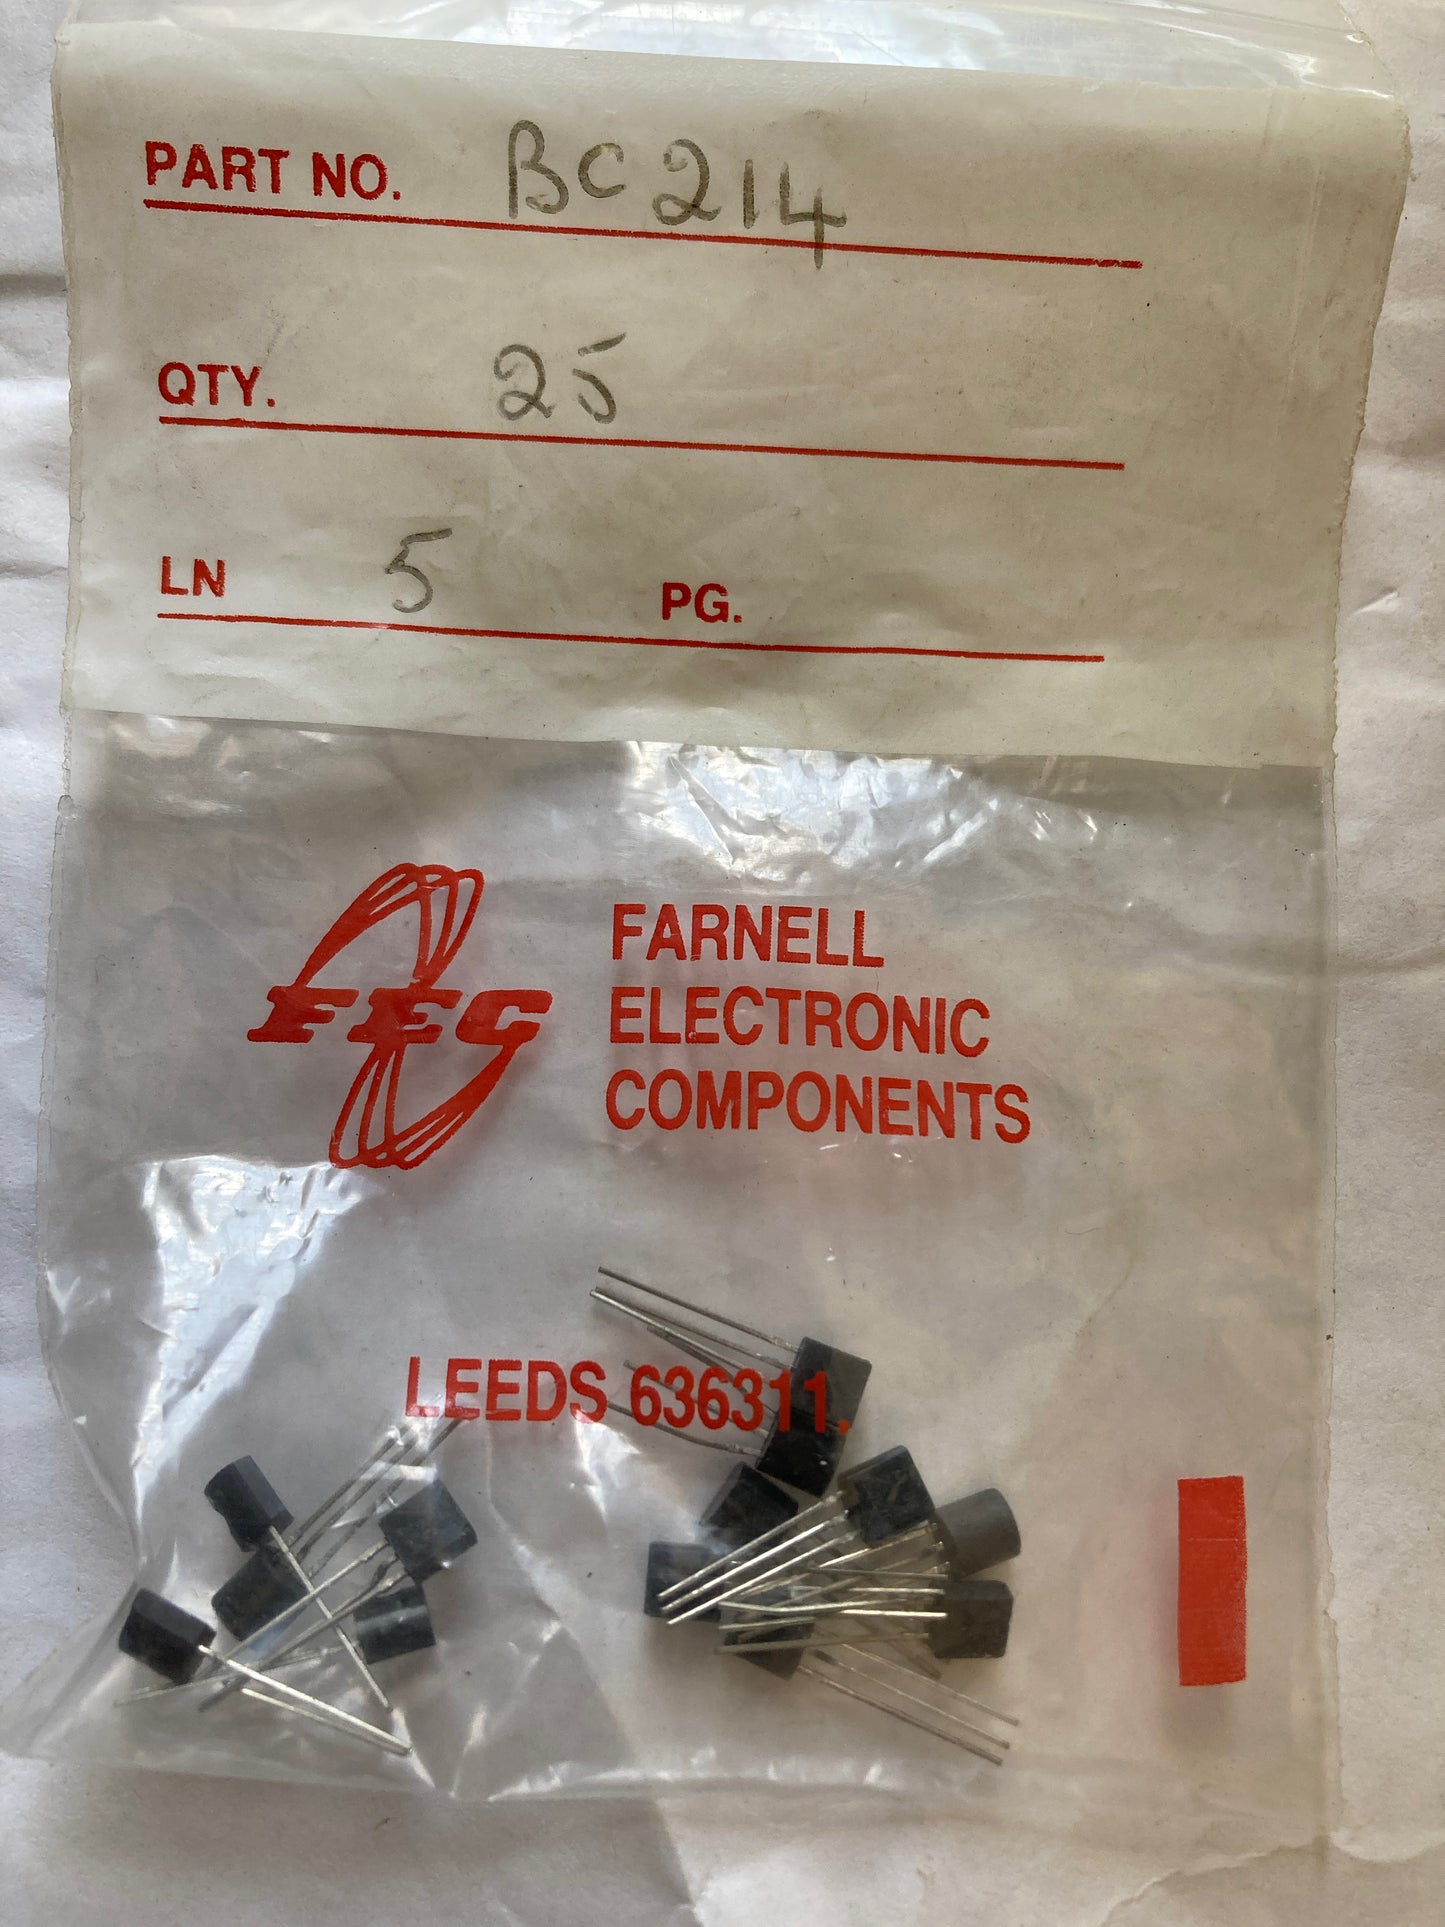 PART NO. BC214
QTY. 25
LN 5 PG.
FEC
FARNELL
ELECTRONIC
COMPONENTS
LEEDS 636311.